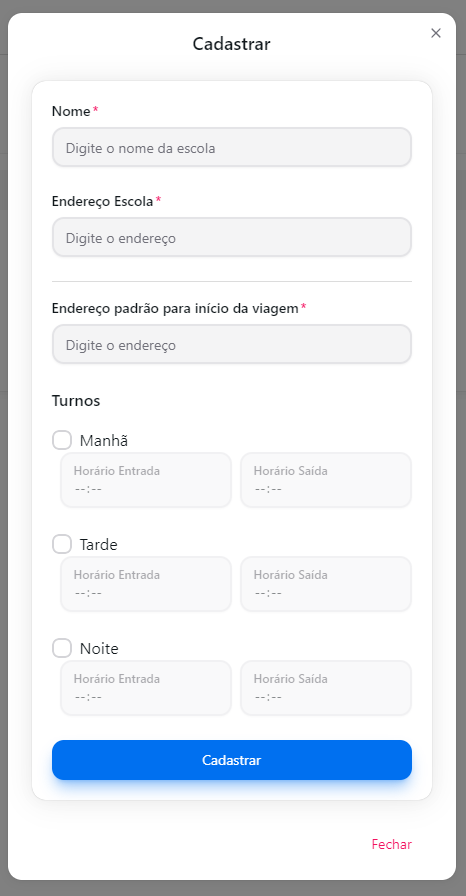 Cadastrar
Nome*
Digite o nome da escola
Endereço Escola*
Digite o endereço
Endereço padrão para início da viagem*
Digite o endereço
Turnos
Manhã
Horário Entrada Horário Saída
--:-- --:--
Tarde
Horário Entrada Horário Saída
--:-- --:--
Noite
Horário Entrada Horário Saída
--:-- --:--
Cadastrar
Fechar